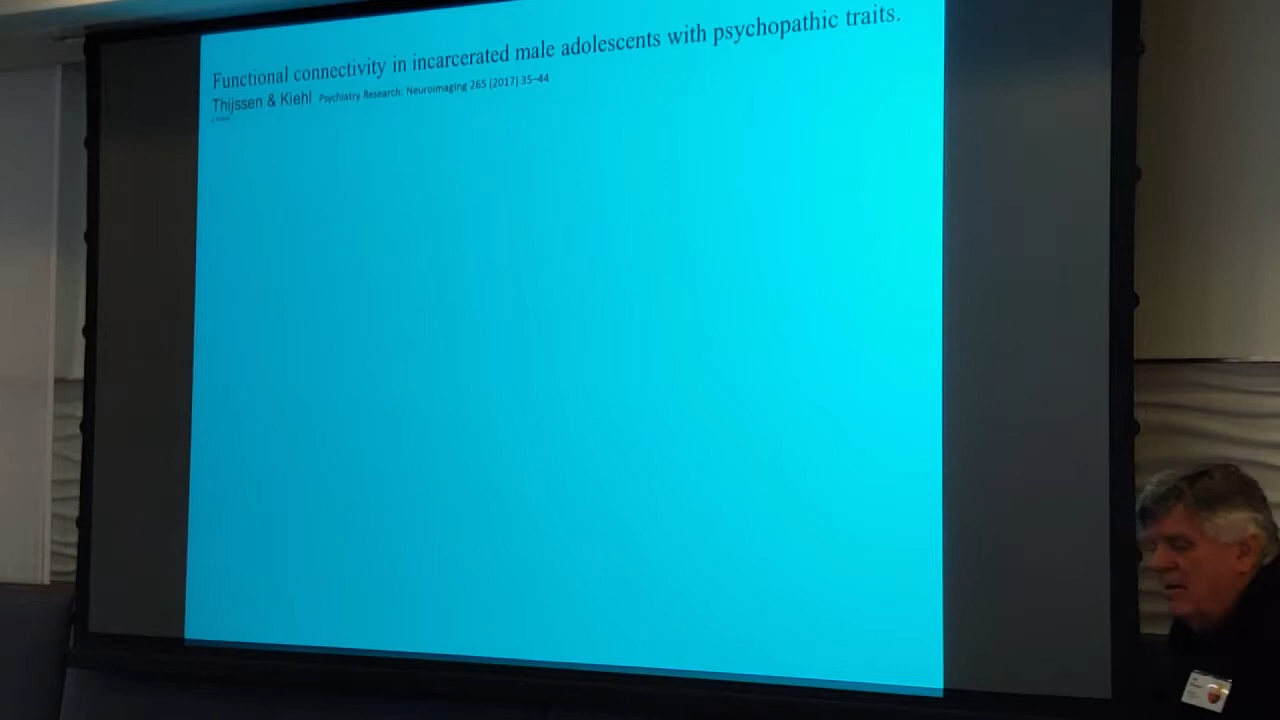 Functional connectivity in incarcerated male adolescents with psychopathic traits.
Thijssen & Kiehl Psychiatry Research: Neuroimaging 265 (2017) 35–44